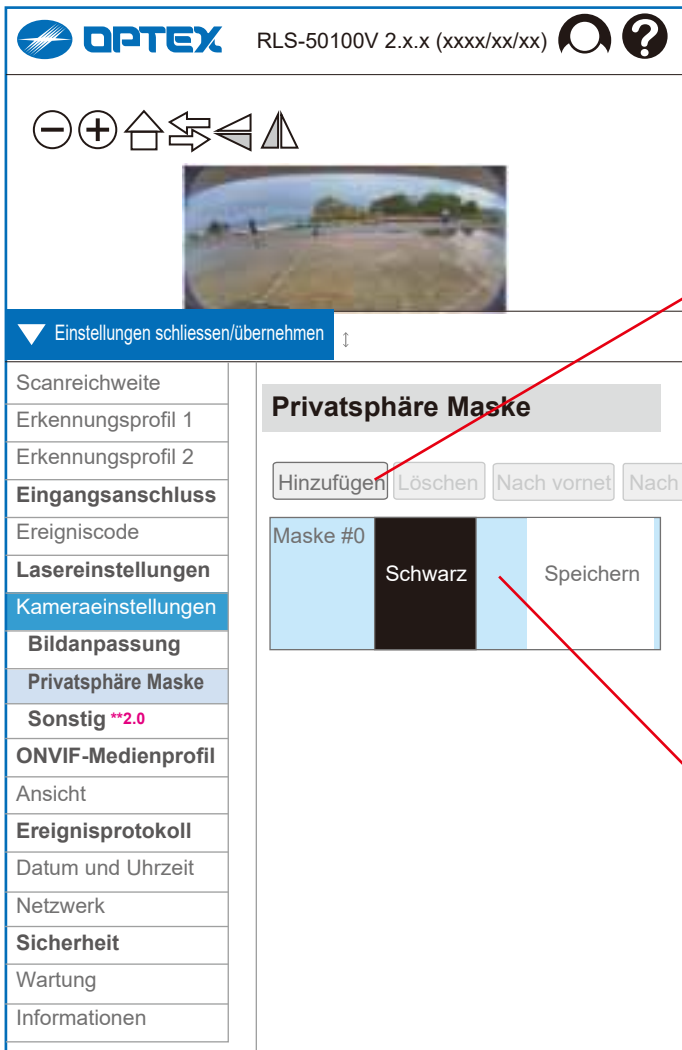 OPTEX RLS-50100V 2.x.x (xxxx/xx/xx) ?
Einstellungen schliessen/übernehmen ↕
Scanreichweite
Erkennungsprofil 1
Erkennungsprofil 2
Eingangsanschluss
Ereigniscode
Lasereinstellungen
Kameraeinstellungen
Bildanpassung
Privatsphäre Maske
Sonstig **2.0
ONVIF-Medienprofil
Ansicht
Ereignisprotokoll
Datum und Uhrzeit
Netzwerk
Sicherheit
Wartung
Informationen
Privatsphäre Maske
Hinzufügen Löschen Nach vornet Nach
Maske #0
Schwarz Speichern